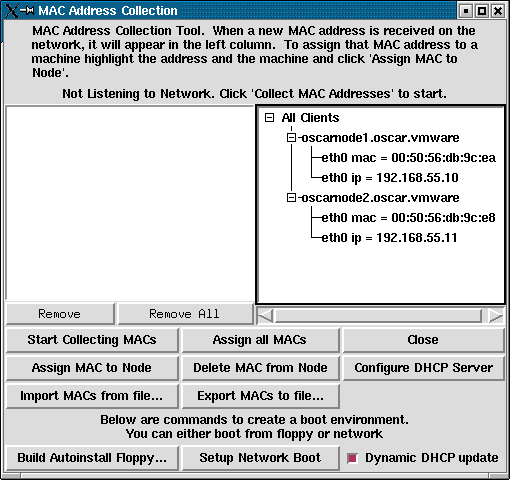 MAC Address Collection
MAC Address Collection Tool. When a new MAC address is received on the
network, it will appear in the left column. To assign that MAC address to a
machine highlight the address and the machine and click 'Assign MAC to
Node'.
Not Listening to Network. Click 'Collect MAC Addresses' to start.
All Clients
oscarnode1.oscar.vmware
eth0 mac = 00:50:56:db:9c:ea
eth0 ip = 192.168.55.10
oscarnode2.oscar.vmware
eth0 mac = 00:50:56:db:9c:e8
eth0 ip = 192.168.55.11
Remove
Remove All
Start Collecting MACs
Assign all MACs
Close
Assign MAC to Node
Delete MAC from Node
Configure DHCP Server
Import MACs from file...
Export MACs to file...
Below are commands to create a boot environment.
You can either boot from floppy or network
Build Autoinstall Floppy...
Setup Network Boot
Dynamic DHCP update